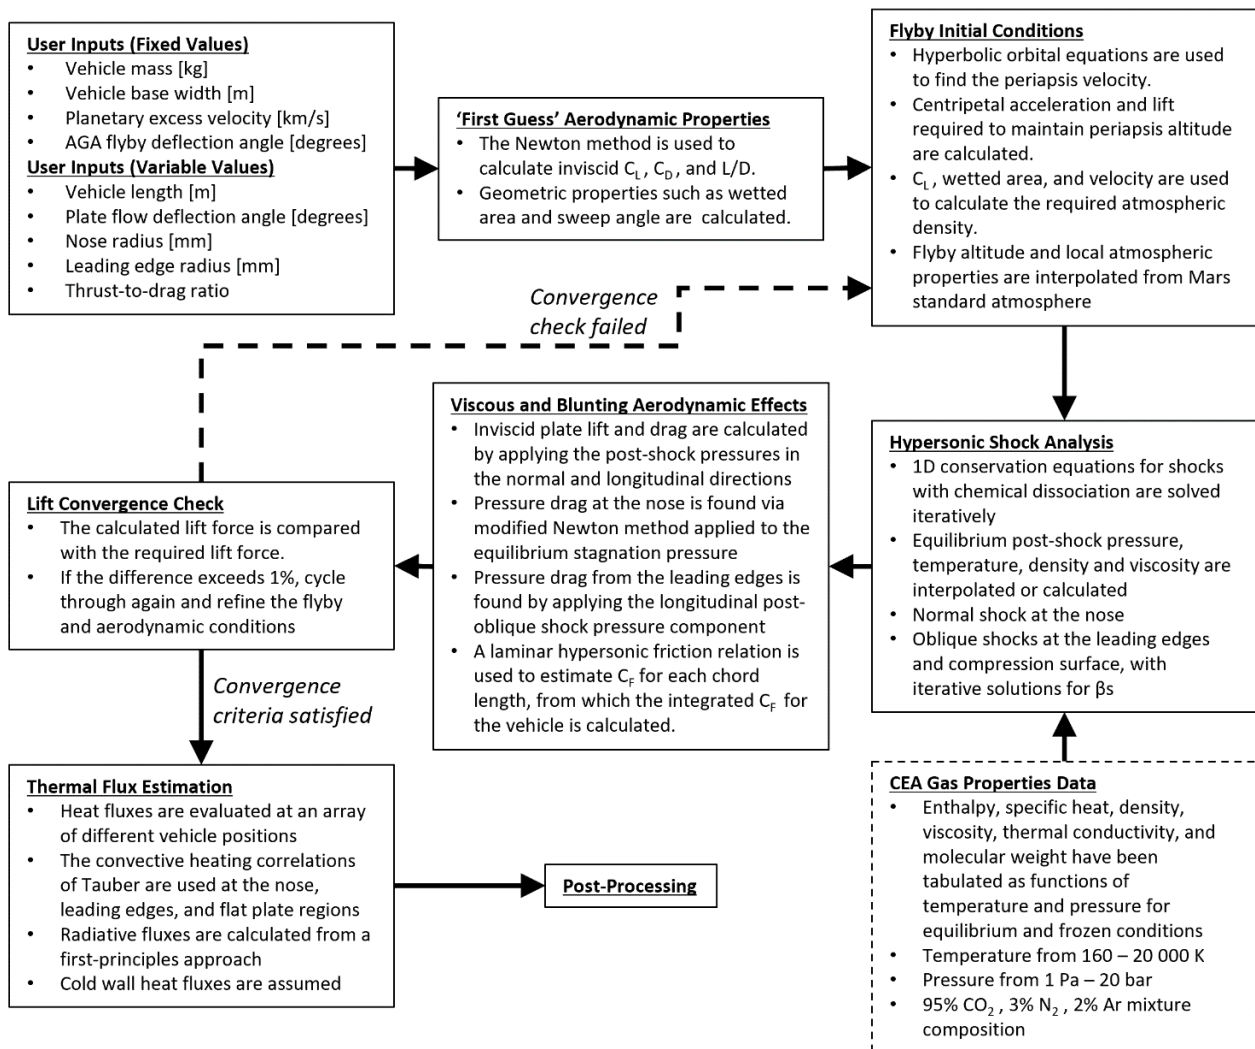 User Inputs (Fixed Values)
• Vehicle mass [kg]
• Vehicle base width [m]
• Planetary excess velocity [km/s]
• AGA flyby deflection angle [degrees]
User Inputs (Variable Values)
• Vehicle length [m]
• Plate flow deflection angle [degrees]
• Nose radius [mm]
• Leading edge radius [mm]
• Thrust-to-drag ratio
'First Guess' Aerodynamic Properties
• The Newton method is used to
calculate inviscid C_L, C_D, and L/D.
• Geometric properties such as wetted
area and sweep angle are calculated.
Flyby Initial Conditions
• Hyperbolic orbital equations are used
to find the periapsis velocity.
• Centripetal acceleration and lift
required to maintain periapsis altitude
are calculated.
• C_L, wetted area, and velocity are used
to calculate the required atmospheric
density.
• Flyby altitude and local atmospheric
properties are interpolated from Mars
standard atmosphere
Convergence
check failed
Hypersonic Shock Analysis
• 1D conservation equations for shocks
with chemical dissociation are solved
iteratively
• Equilibrium post-shock pressure,
temperature, density and viscosity are
interpolated or calculated
• Normal shock at the nose
• Oblique shocks at the leading edges
and compression surface, with
iterative solutions for βs
CEA Gas Properties Data
• Enthalpy, specific heat, density,
viscosity, thermal conductivity, and
molecular weight have been
tabulated as functions of
temperature and pressure for
equilibrium and frozen conditions
• Temperature from 160 – 20 000 K
• Pressure from 1 Pa – 20 bar
• 95% CO₂ , 3% N₂ , 2% Ar mixture
composition
Viscous and Blunting Aerodynamic Effects
• Inviscid plate lift and drag are calculated
by applying the post-shock pressures in
the normal and longitudinal directions
• Pressure drag at the nose is found via
modified Newton method applied to the
equilibrium stagnation pressure
• Pressure drag from the leading edges is
found by applying the longitudinal post-
oblique shock pressure component
• A laminar hypersonic friction relation is
used to estimate C_F for each chord
length, from which the integrated C_F for
the vehicle is calculated.
Lift Convergence Check
• The calculated lift force is compared
with the required lift force.
• If the difference exceeds 1%, cycle
through again and refine the flyby
and aerodynamic conditions
Convergence
criteria satisfied
Thermal Flux Estimation
• Heat fluxes are evaluated at an array
of different vehicle positions
• The convective heating correlations
of Tauber are used at the nose,
leading edges, and flat plate regions
• Radiative fluxes are calculated from a
first-principles approach
• Cold wall heat fluxes are assumed
Post-Processing